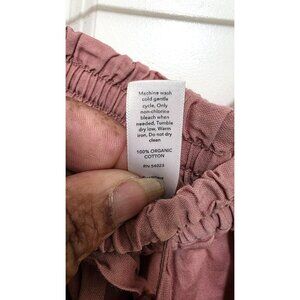 Machine wash
cold gentle
cycle, Only
non-chlorine
bleach when
needed, Tumble
dry low, Warm
iron, Do not dry
clean
100% ORGANIC
COTTON
RN 54023